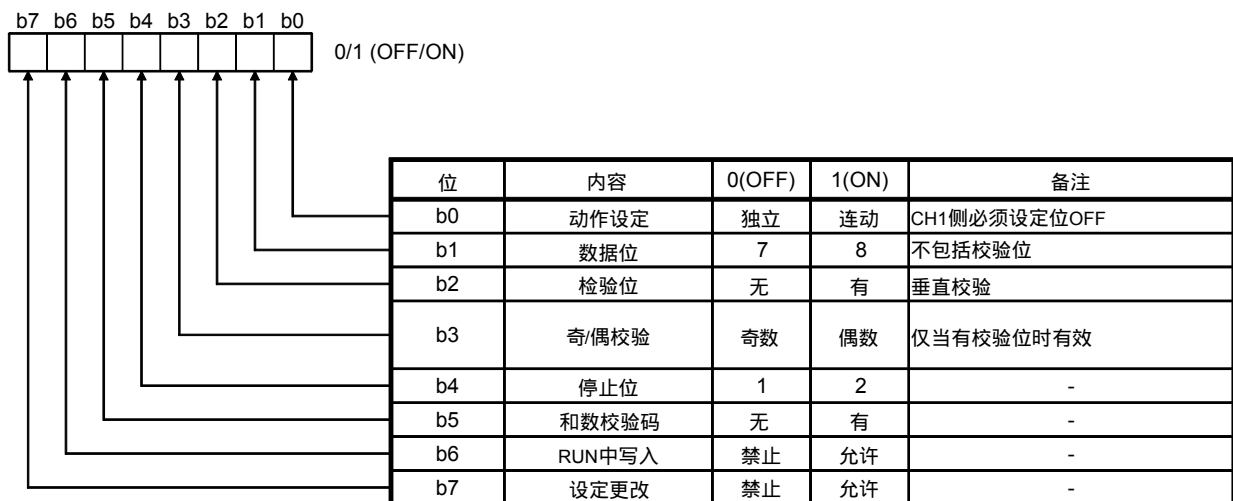 b7 b6 b5 b4 b3 b2 b1 b0
0/1 (OFF/ON)
位 内容 0(OFF) 1(ON) 备注
b0 动作设定 独立 连动 CH1侧必须设定位OFF
b1 数据位 7 8 不包括校验位
b2 检验位 无 有 垂直校验
b3 奇/偶校验 奇数 偶数 仅当有校验位时有效
b4 停止位 1 2 -
b5 和数校验码 无 有 -
b6 RUN中写入 禁止 允许 -
b7 设定更改 禁止 允许 -